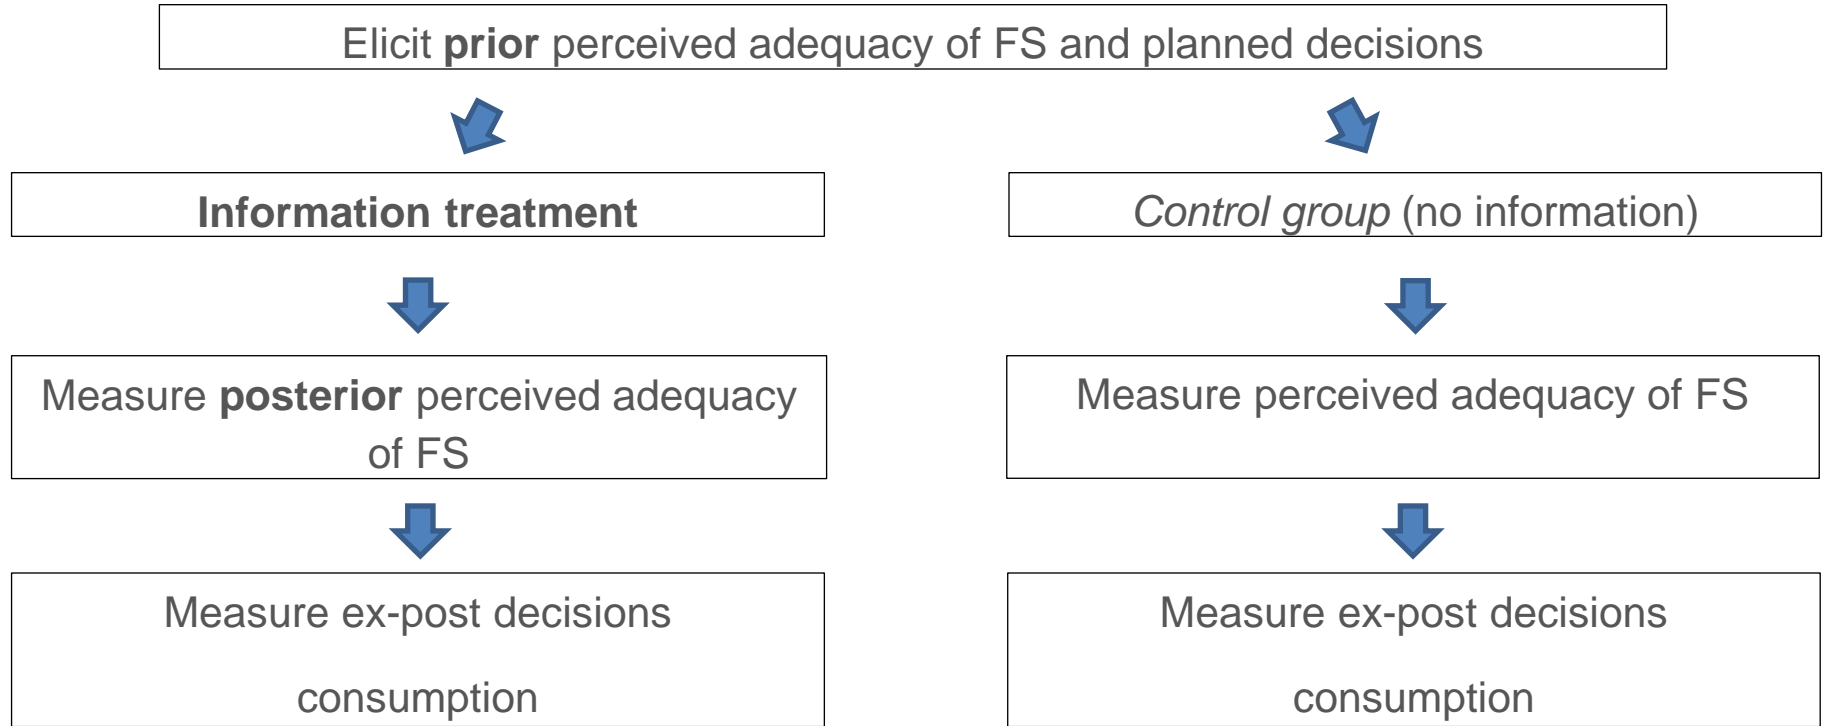 Elicit prior perceived adequacy of FS and planned decisions
Information treatment
Control group (no information)
Measure posterior perceived adequacy
of FS
Measure perceived adequacy of FS
Measure ex-post decisions
consumption
Measure ex-post decisions
consumption